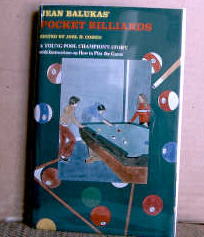 JEAN BALUKAS'
POCKET BILLIARDS
EDITED BY JOEL H. COHEN
A YOUNG POOL CHAMPION'S STORY
with Instructions on How to Play the Game